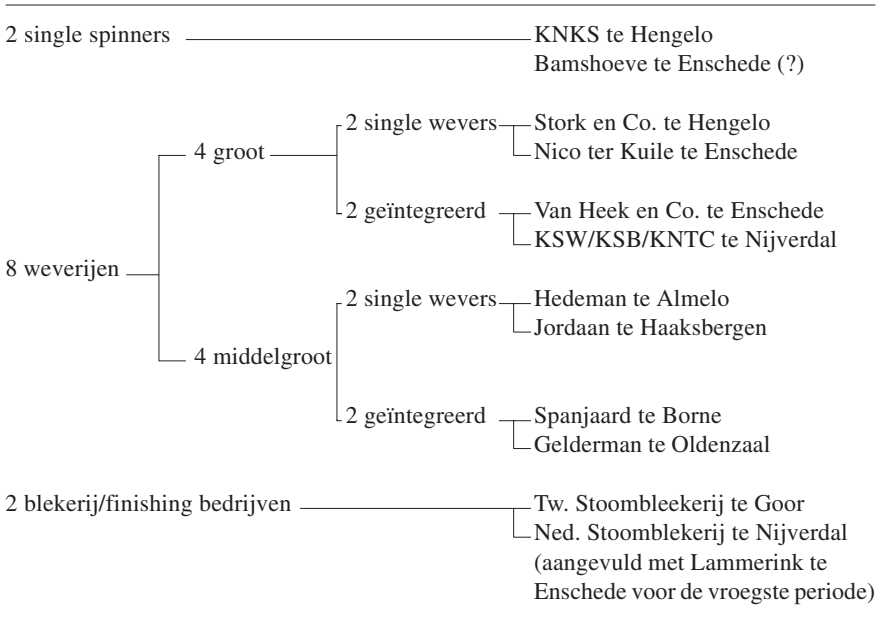 2 single spinners KNKS te Hengelo
Bamshoeve te Enschede (?)
2 single wevers Stork en Co. te Hengelo
4 groot Nico ter Kuile te Enschede
2 geïntegreerd Van Heek en Co. te Enschede
KSW/KSB/KNTC te Nijverdal
8 weverijen
2 single wevers Hedeman te Almelo
Jordaan te Haaksbergen
4 middelgroot
2 geïntegreerd Spanjaard te Borne
Gelderman te Oldenzaal
2 blekerij/finishing bedrijven Tw. Stoombleekerij te Goor
Ned. Stoomblekerij te Nijverdal
(aangevuld met Lammerink te
Enschede voor de vroegste periode)